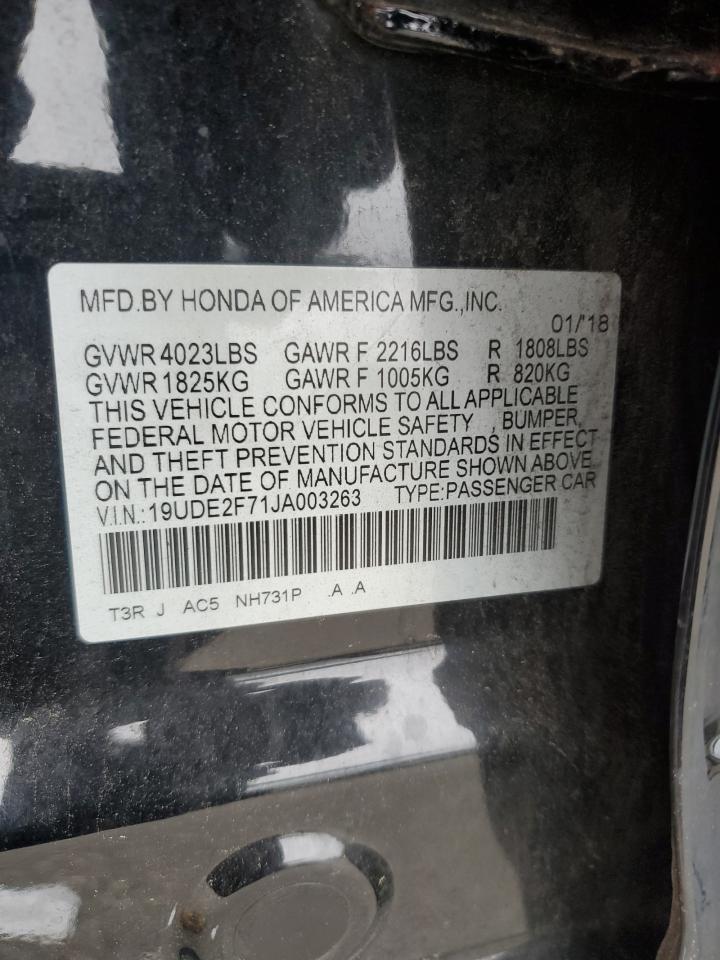 MFD.BY HONDA OF AMERICA MFG.,INC.
01/'18
GVWR 4023LBS GAWR F 2216LBS R 1808LBS
GVWR 1825KG GAWR F 1005KG R 820KG
THIS VEHICLE CONFORMS TO ALL APPLICABLE
FEDERAL MOTOR VEHICLE SAFETY , BUMPER,
AND THEFT PREVENTION STANDARDS IN EFFECT
ON THE DATE OF MANUFACTURE SHOWN ABOVE.
V.I.N.:19UDE2F71JA003263 TYPE:PASSENGER CAR
T3R J AC5 NH731P .A .A